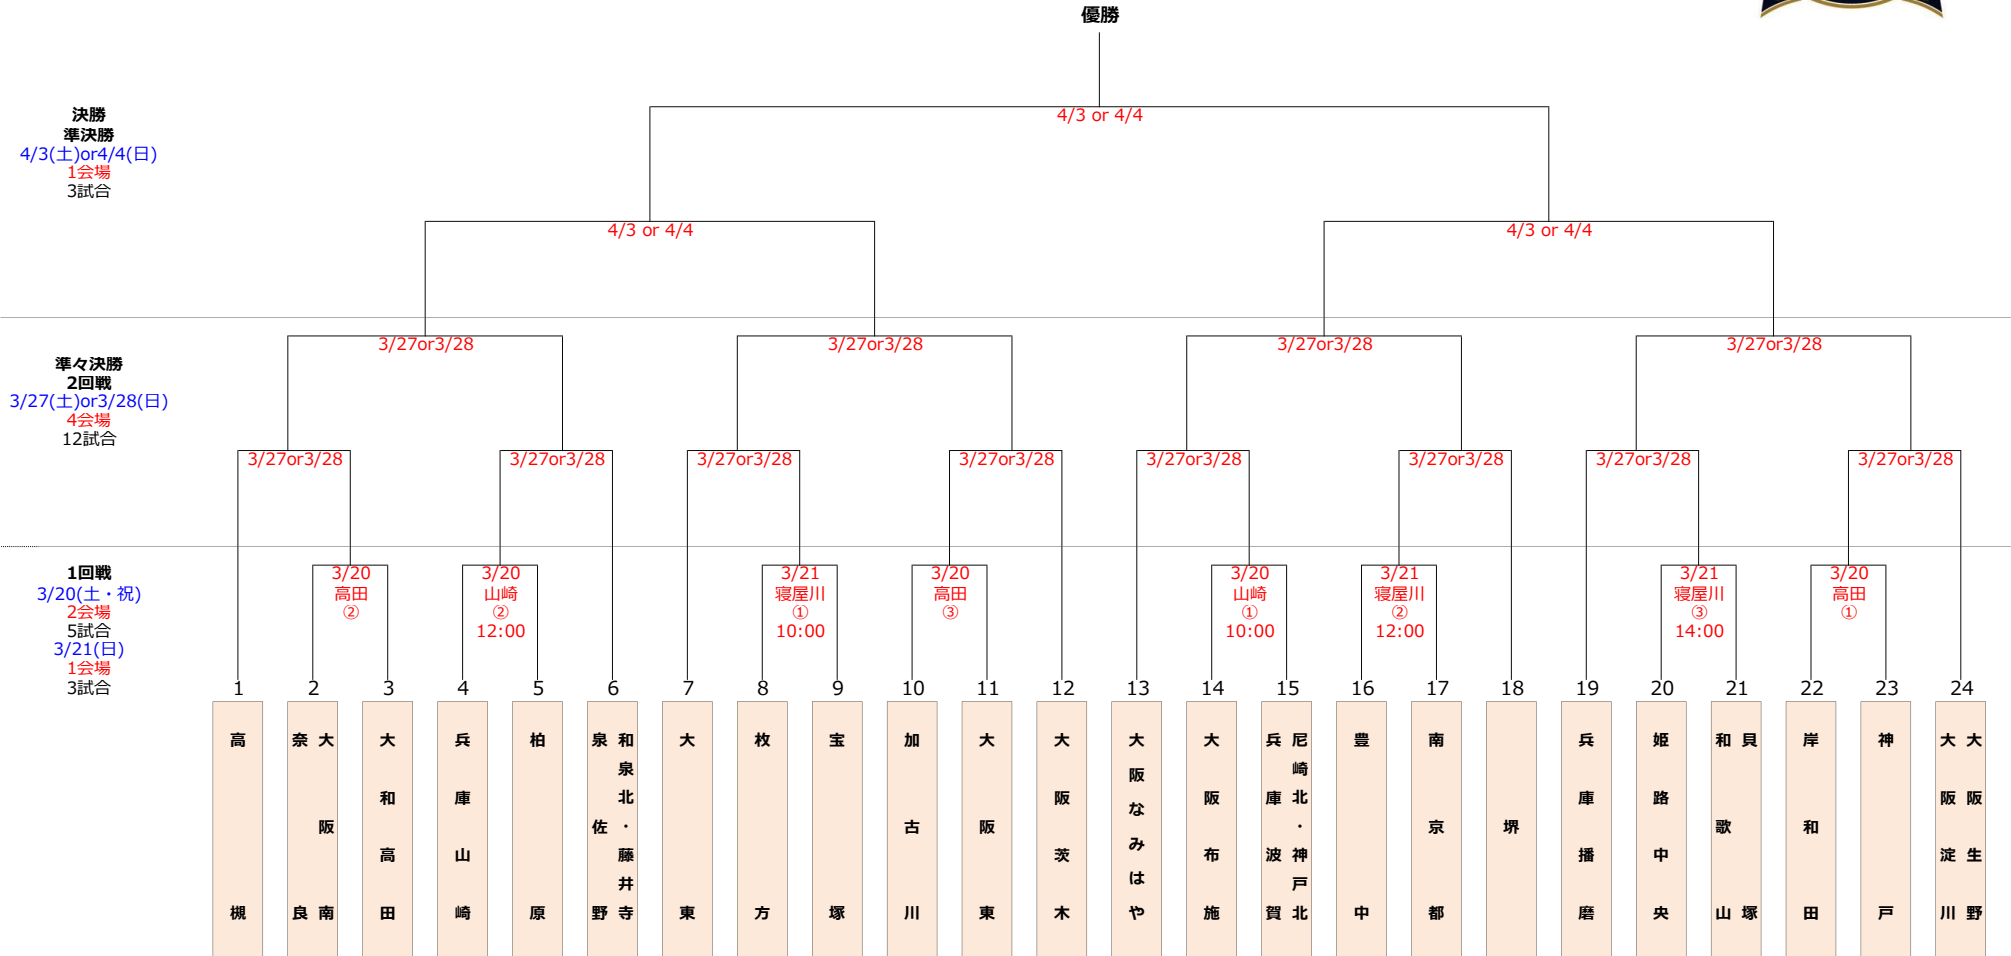 優勝
4/3 or 4/4
決勝
準決勝
4/3(土)or4/4(日)
1会場
3試合
4/3 or 4/4
4/3 or 4/4
準々決勝
2回戦
3/27(土)or3/28(日)
4会場
12試合
3/27or3/28
3/27or3/28
3/27or3/28
3/27or3/28
3/27or3/28
3/27or3/28
3/27or3/28
3/27or3/28
3/27or3/28
3/27or3/28
3/27or3/28
3/27or3/28
1回戦
3/20(土・祝)
2会場
5試合
3/21(日)
1会場
3試合
3/20
高田
②
3/20
山崎
②
12:00
3/21
寝屋川
①
10:00
3/20
高田
③
3/20
山崎
①
10:00
3/21
寝屋川
②
12:00
3/21
寝屋川
③
14:00
3/20
高田
①
1 2 3 4 5 6 7 8 9 10 11 12 13 14 15 16 17 18 19 20 21 22 23 24
高槻
大阪南
奈良
大和高田
兵庫山崎
柏原
和泉北・藤井寺
泉佐野
大東
枚方
宝塚
加古川
大阪東
大阪茨木
大阪なみはや
大阪布施
尼崎北・神戸北
兵庫波賀
豊中
南京都
堺
兵庫播磨
姫路中央
貝塚
和歌山
岸和田
神戸
大阪生野
大阪淀川